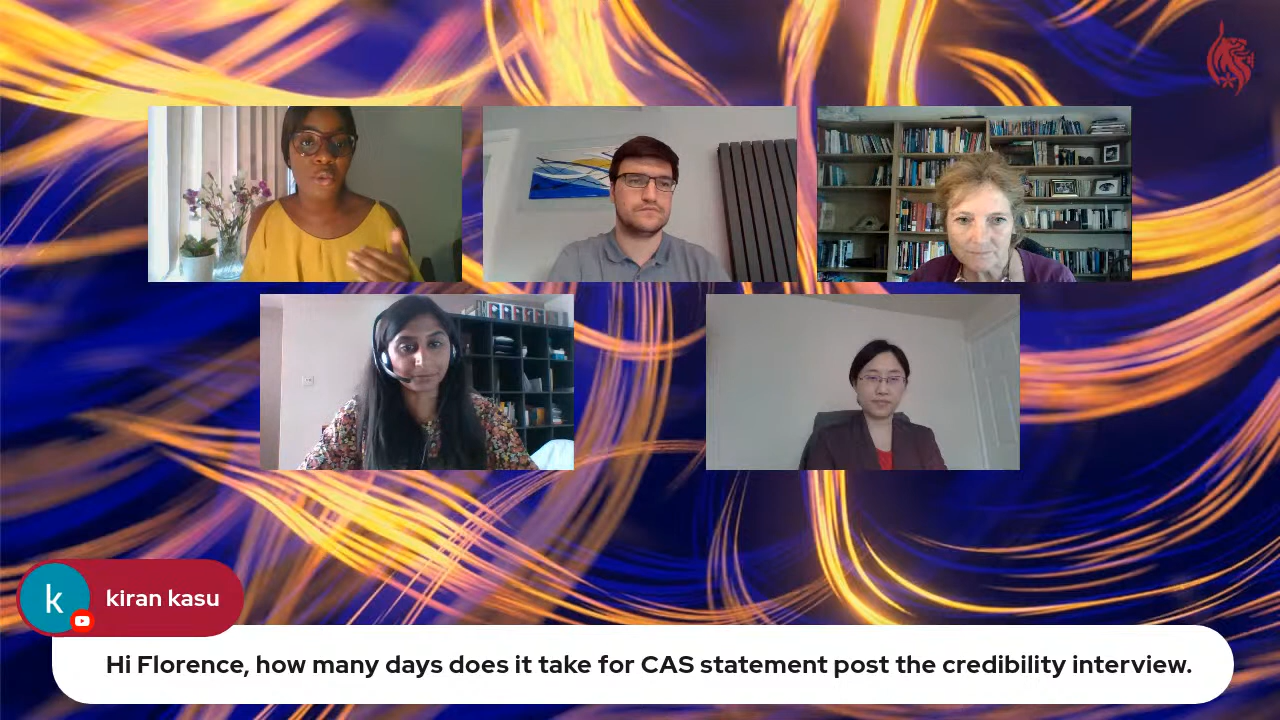 k
kiran kasu
Hi Florence, how many days does it take for CAS statement post the credibility interview.